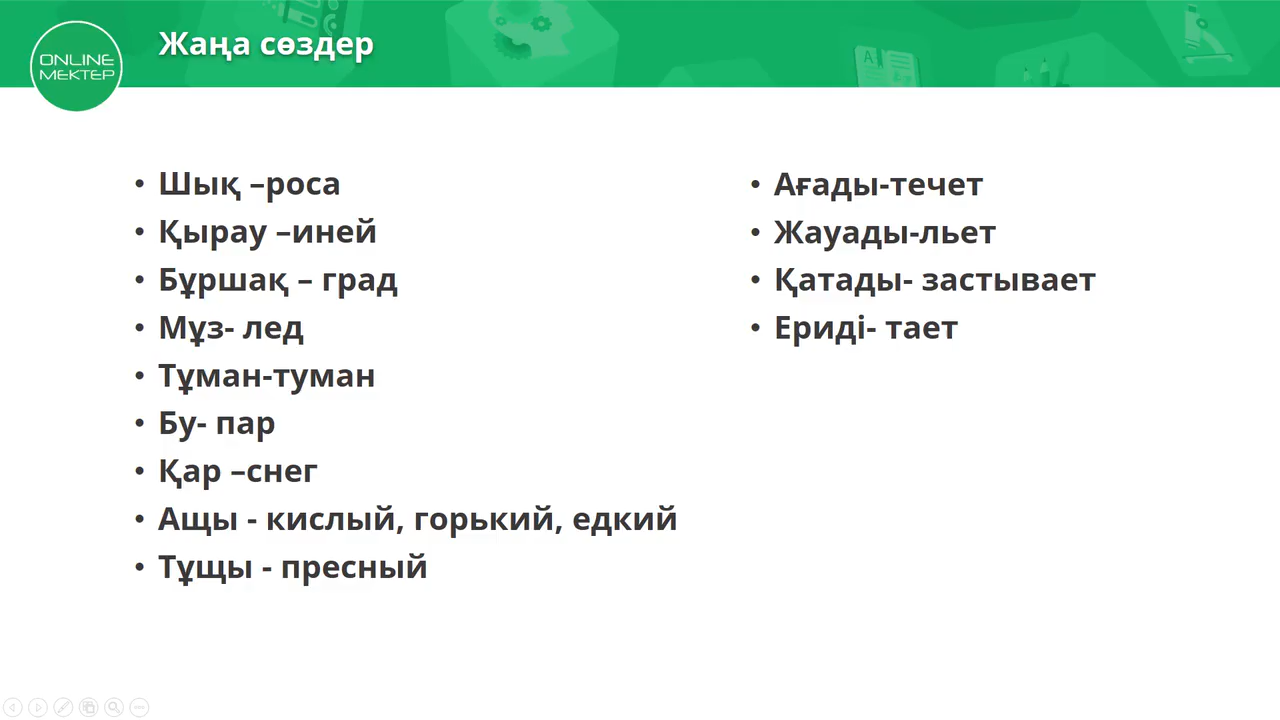 Жаңа сөздер
ONLINE
МЕКТЕР
• Шық –роса
• Қырау –иней
• Бұршақ – град
• Мұз- лед
• Тұман-туман
• Бу- пар
• Қар –снег
• Ащы - кислый, горький, едкий
• Тұщы - пресный
• Ағады-течет
• Жауады-льет
• Қатады- застывает
• Ериді- тает